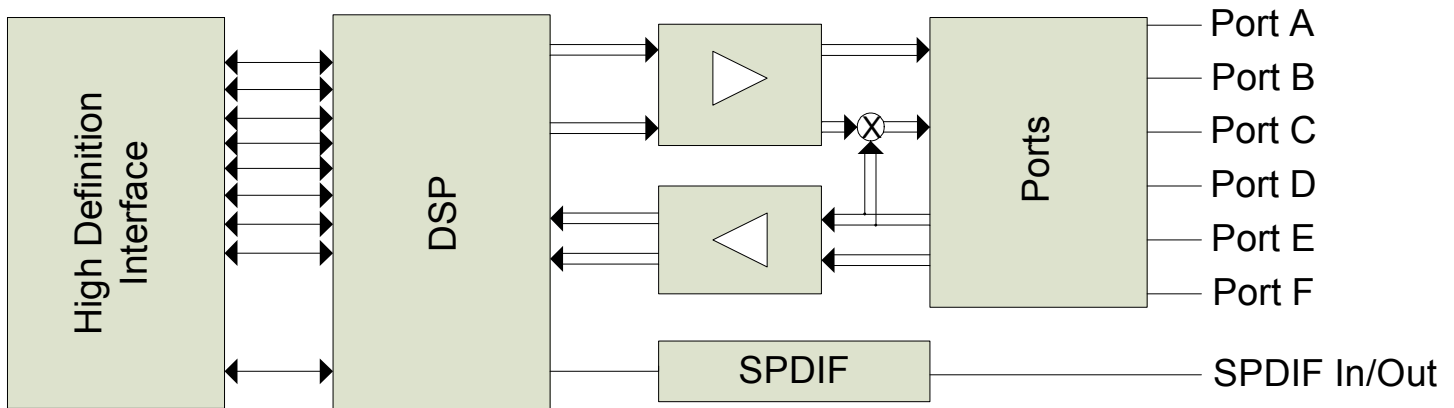 High Definition
Interface
DSP
Ports
Port A
Port B
Port C
Port D
Port E
Port F
X
SPDIF
SPDIF In/Out